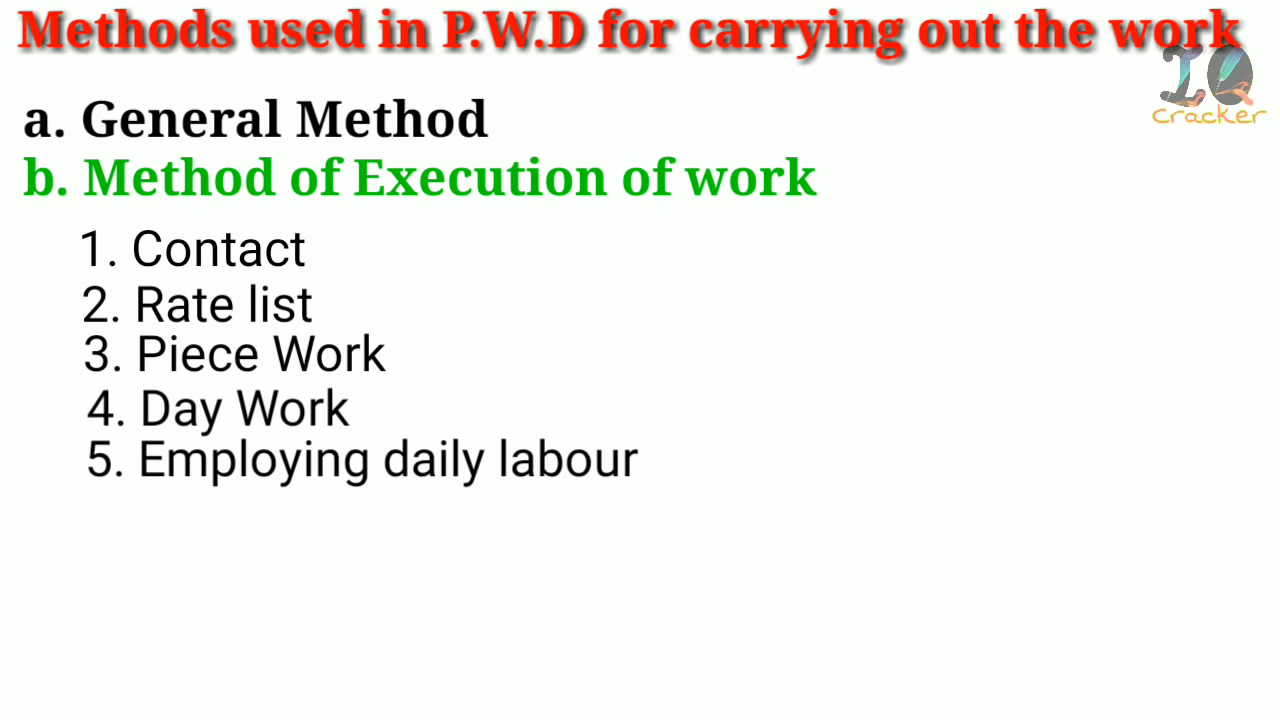 Methods used in P.W.D for carrying out the work
IQ
Cracker
a. General Method
b. Method of Execution of work
1. Contact
2. Rate list
3. Piece Work
4. Day Work
5. Employing daily labour